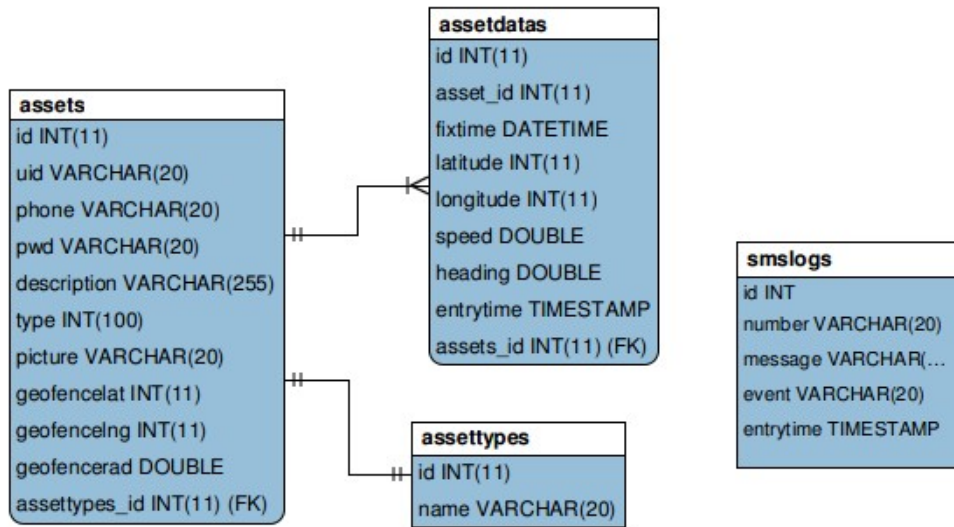 assets
id INT(11)
uid VARCHAR(20)
phone VARCHAR(20)
pwd VARCHAR(20)
description VARCHAR(255)
type INT(100)
picture VARCHAR(20)
geofencelat INT(11)
geofencelng INT(11)
geofencerad DOUBLE
assettypes_id INT(11) (FK)
assetdatas
id INT(11)
asset_id INT(11)
fixtime DATETIME
latitude INT(11)
longitude INT(11)
speed DOUBLE
heading DOUBLE
entrytime TIMESTAMP
assets_id INT(11) (FK)
assettypes
id INT(11)
name VARCHAR(20)
smslogs
id INT
number VARCHAR(20)
message VARCHAR(...
event VARCHAR(20)
entrytime TIMESTAMP